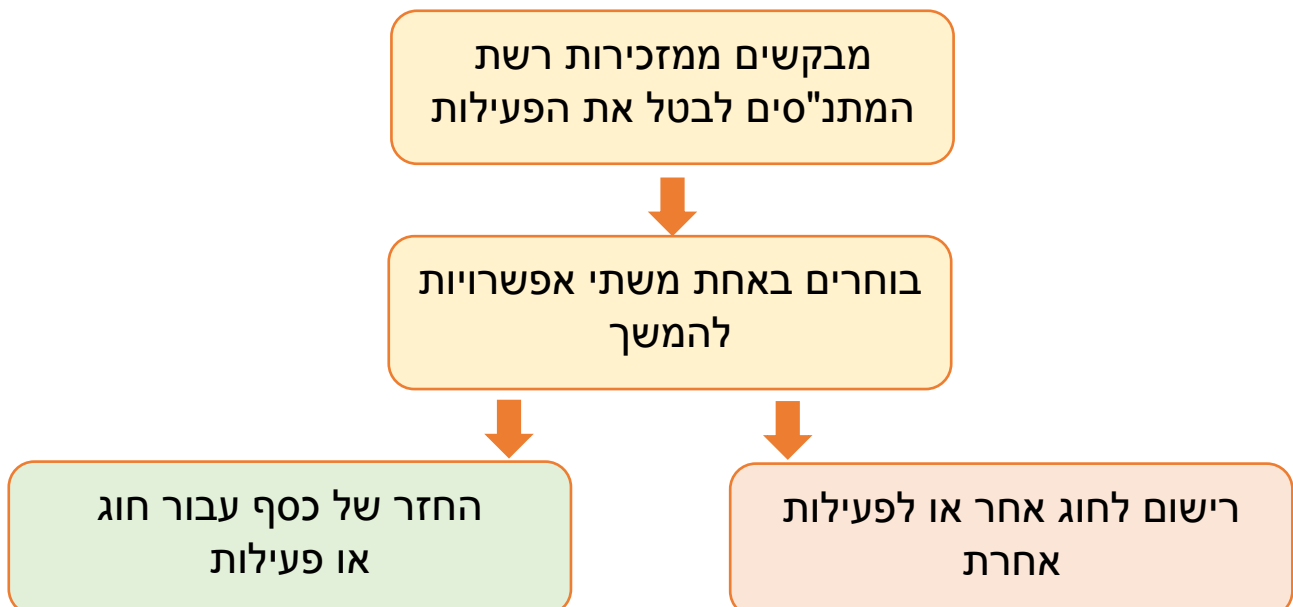 מבקשים ממזכירות רשת
המתנ"סים לבטל את הפעילות
בוחרים באחת משתי אפשרויות
להמשך
רישום לחוג אחר או לפעילות
אחרת
החזר של כסף עבור חוג
או פעילות